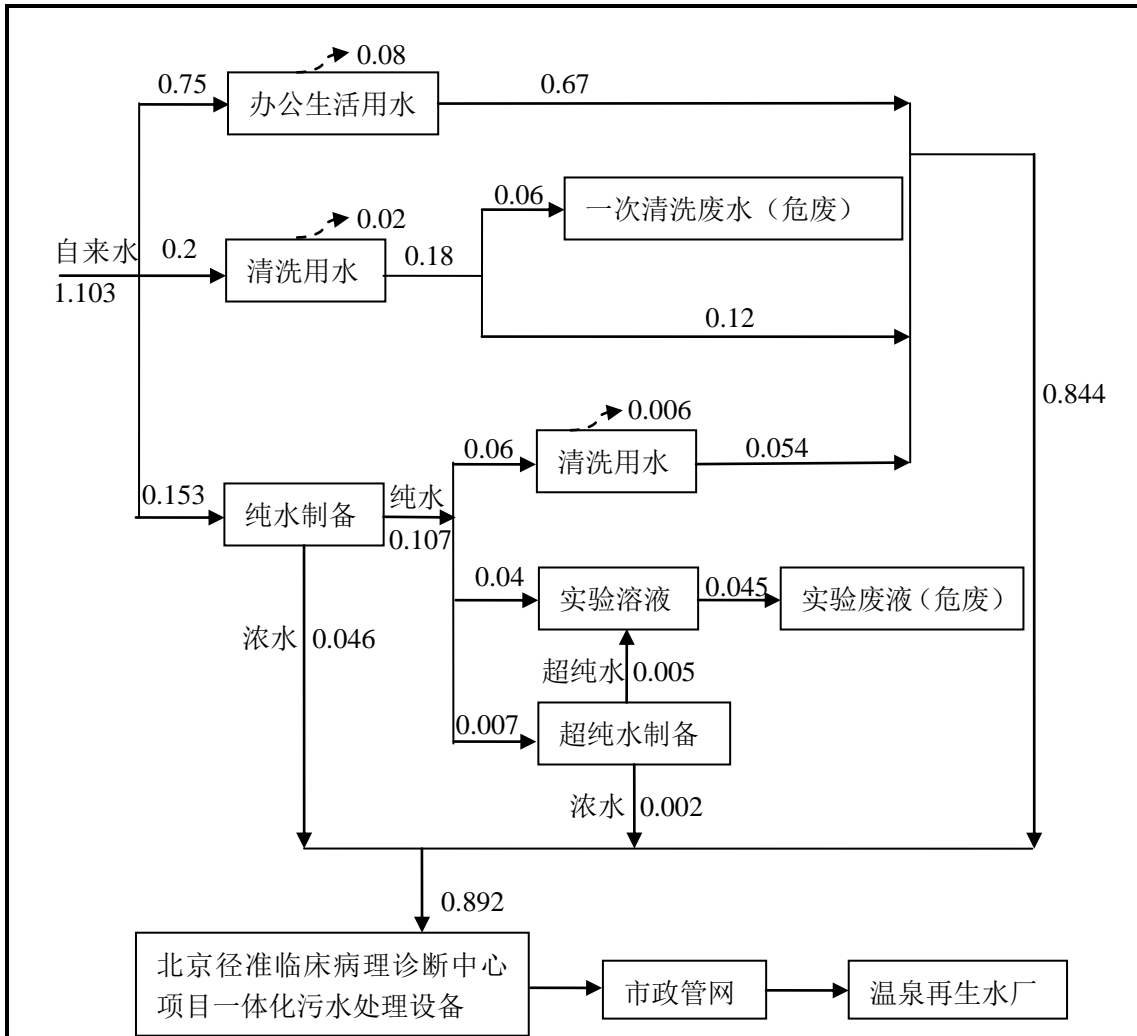 0.08
0.75
办公生活用水
0.67
0.06
一次清洗废水（危废）
0.02
自来水
0.2
清洗用水
0.18
1.103
0.12
0.844
0.006
0.06
清洗用水
0.054
0.153
纯水制备
纯水
0.107
0.04
实验溶液
0.045
实验废液（危废）
浓水
0.046
超纯水
0.005
0.007
超纯水制备
浓水
0.002
0.892
北京径准临床病理诊断中心
项目一体化污水处理设备
市政管网
温泉再生水厂